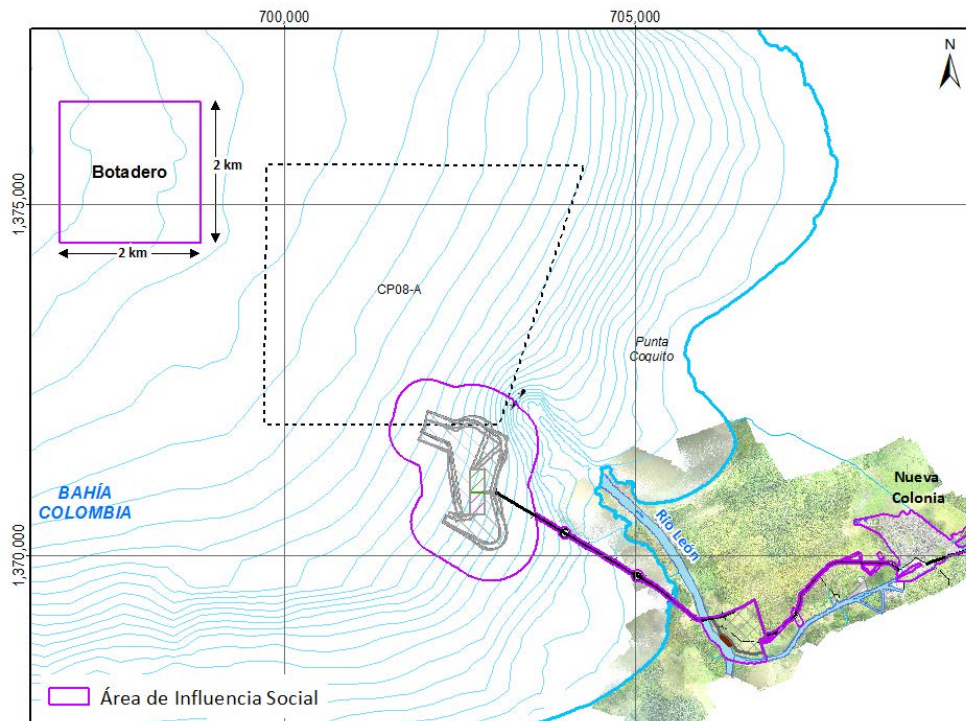 700,000
705,000
N
1,375,000
Botadero
2 km
2 km
CP08-A
Punta
Coquito
BAHÍA
COLOMBIA
Río León
Nueva
Colonia
1,370,000
Área de Influencia Social